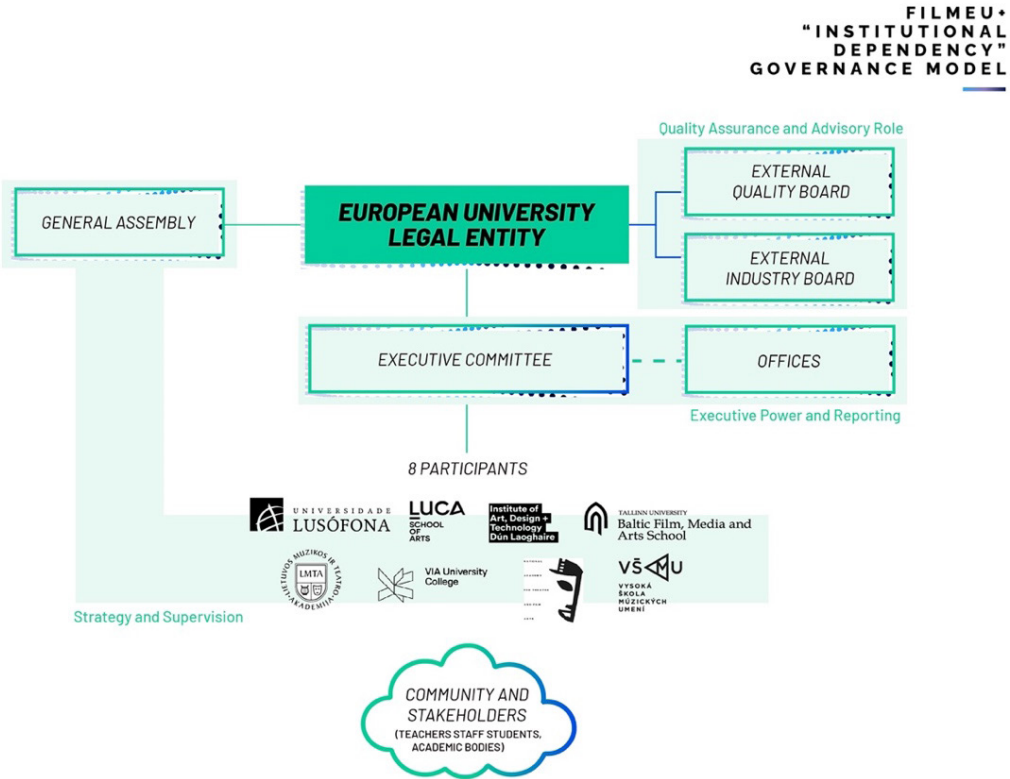 FILMEU+
“INSTITUTIONAL
DEPENDENCY”
GOVERNANCE MODEL
Quality Assurance and Advisory Role
EXTERNAL
QUALITY BOARD
GENERAL ASSEMBLY
EUROPEAN UNIVERSITY
LEGAL ENTITY
EXTERNAL
INDUSTRY BOARD
EXECUTIVE COMMITTEE
OFFICES
Executive Power and Reporting
8 PARTICIPANTS
UNIVERSIDADE
LUSÓFONA
LUCA
SCHOOL
OF
ARTS
Institute of
Art, Design +
Technology
Dún Laoghaire
TALLINN UNIVERSITY
Baltic Film, Media and
Arts School
LIETUVOS MUZIKOS IR TEATRO
AKADEMIJA
LMTA
VIA University
College
VŠMU
VYSOKÁ
ŠKOLA
MÚZICKÝCH
UMENÍ
Strategy and Supervision
COMMUNITY AND
STAKEHOLDERS
(TEACHERS STAFF STUDENTS,
ACADEMIC BODIES)